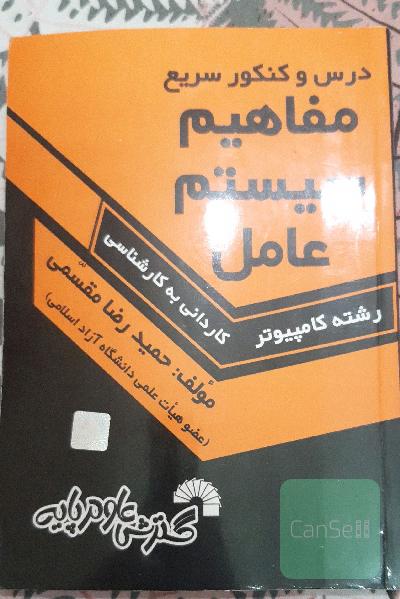 درس و کنکور سریع
مفاهیم
سیستم
عامل
کاردانی به کارشناسی
رشته کامپیوتر
مؤلف: حمید رضا مقسمی
(عضو هیأت علمی دانشگاه آزاد اسلامی)
گسترش علوم پایه
CanSell